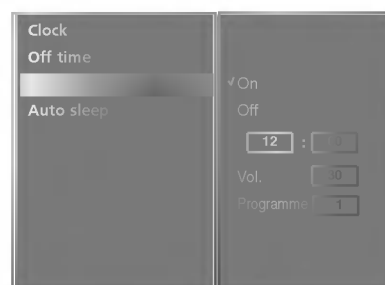 Clock
Off time
Auto sleep
✓On
Off
12 :
Vol. 30
Programme 1